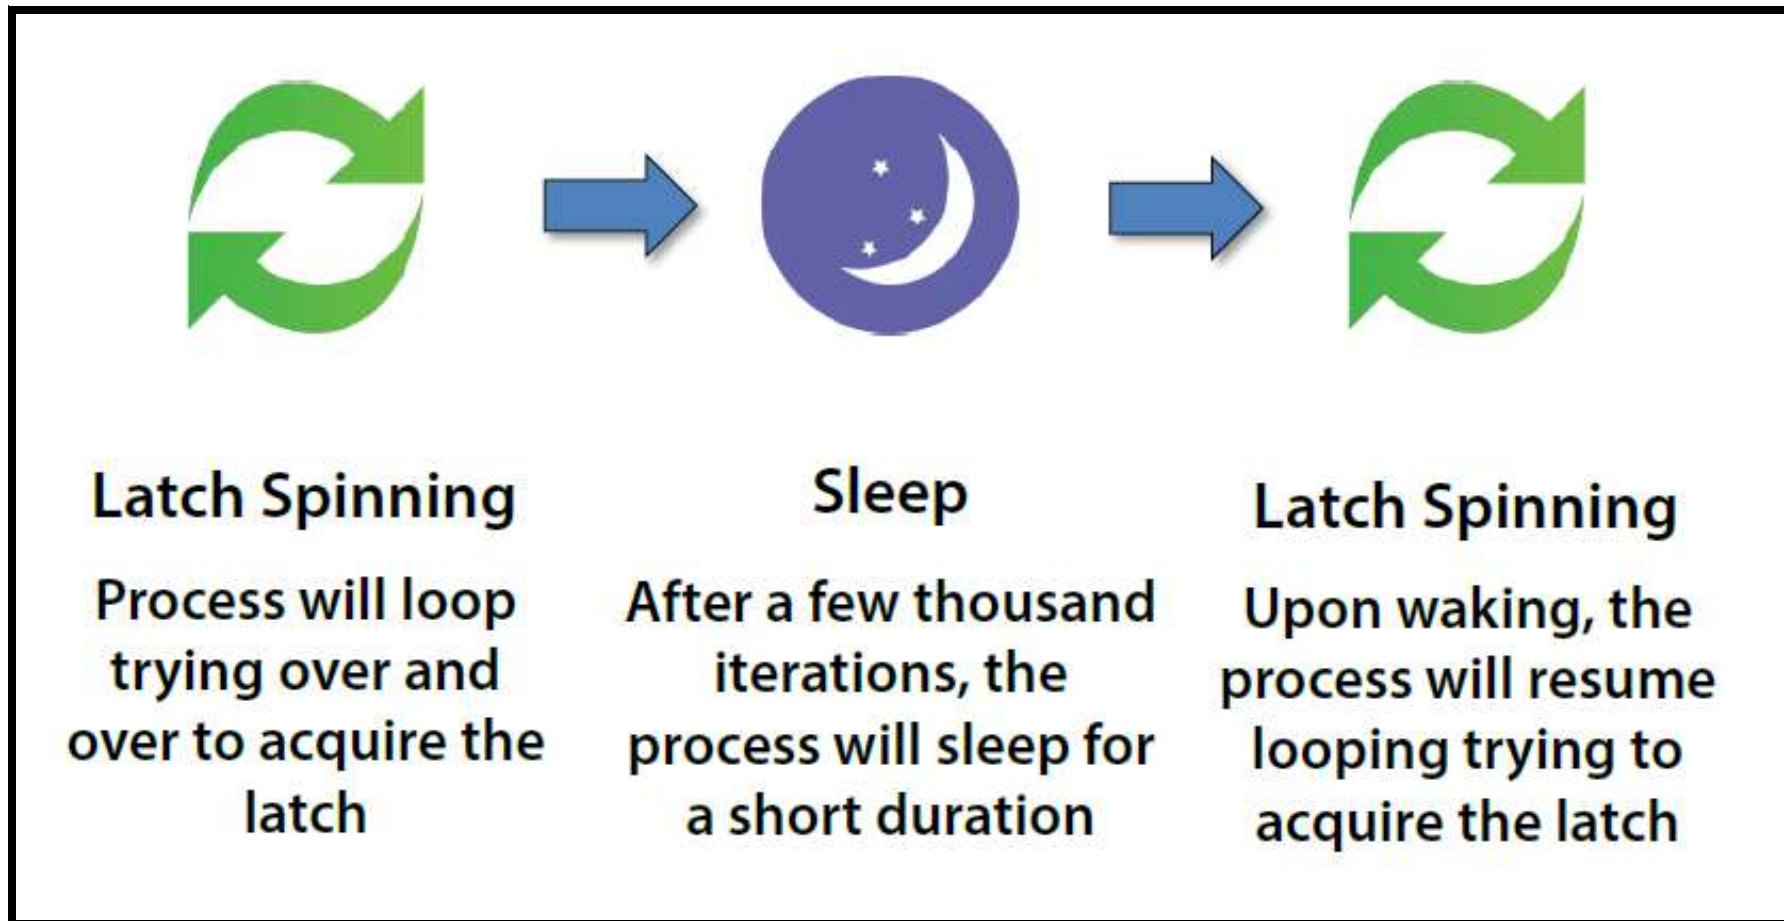 Latch Spinning
Process will loop
trying over and
over to acquire the
latch
Sleep
After a few thousand
iterations, the
process will sleep for
a short duration
Latch Spinning
Upon waking, the
process will resume
looping trying to
acquire the latch